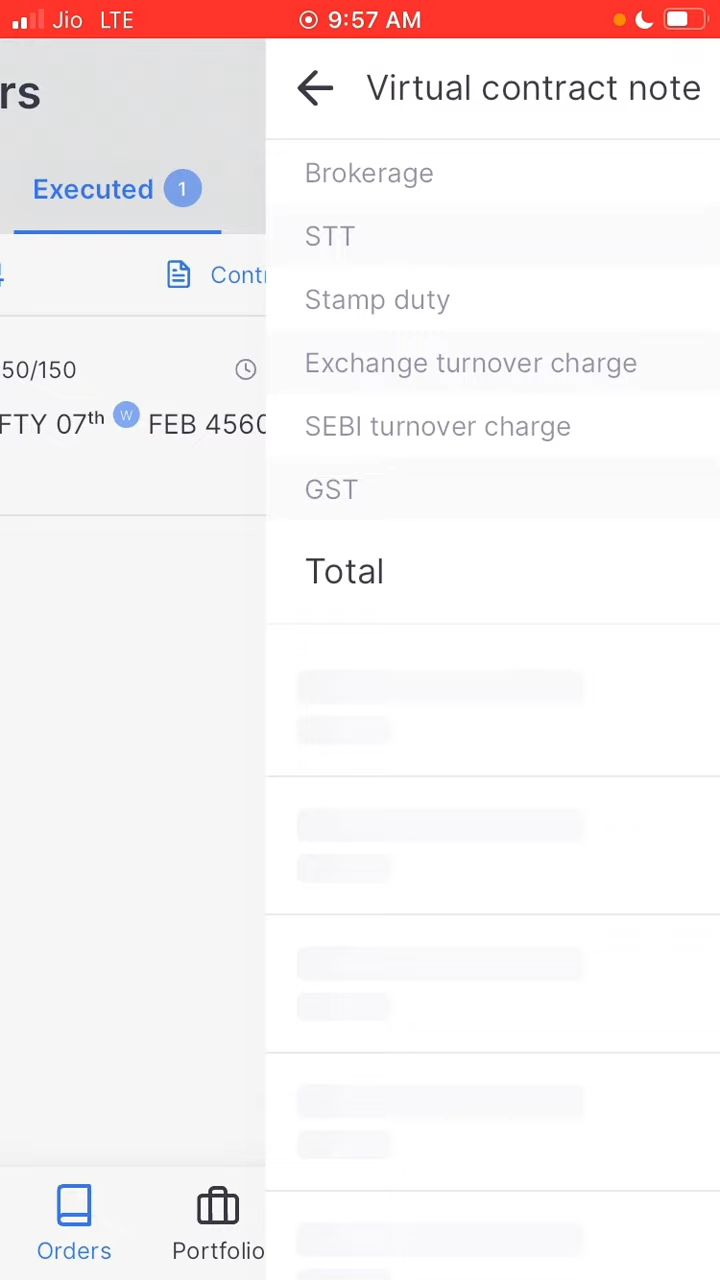 Jio LTE 9:57 AM
rs
Executed 1
Contr
50/150
FTY 07th W FEB 4560
Orders
Portfolio
Virtual contract note
Brokerage
STT
Stamp duty
Exchange turnover charge
SEBI turnover charge
GST
Total